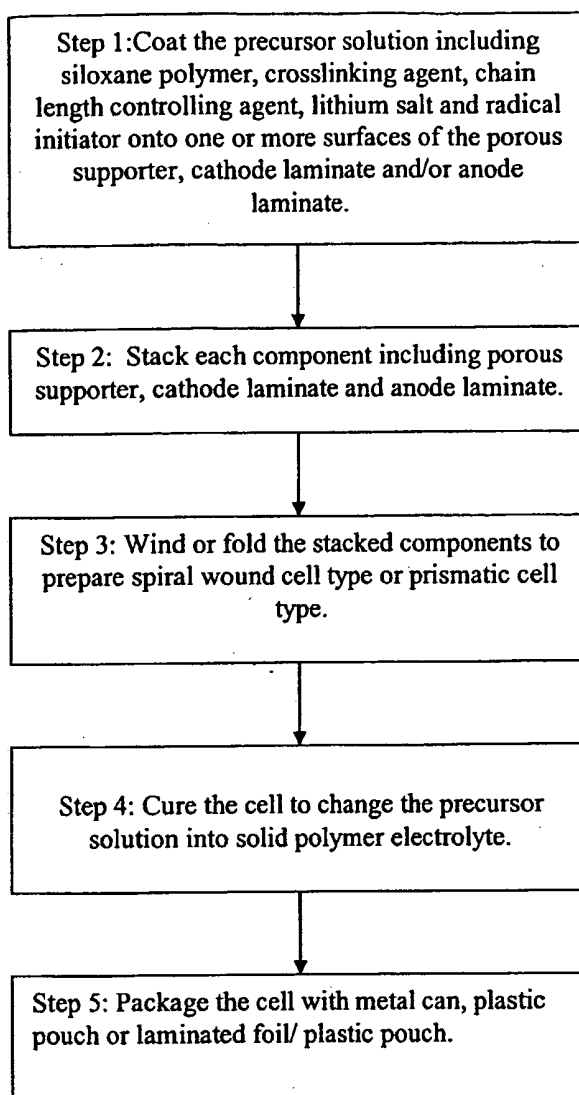 Step 1:Coat the precursor solution including
siloxane polymer, crosslinking agent, chain
length controlling agent, lithium salt and radical
initiator onto one or more surfaces of the porous
supporter, cathode laminate and/or anode
laminate.
Step 2: Stack each component including porous
supporter, cathode laminate and anode laminate.
Step 3: Wind or fold the stacked components to
prepare spiral wound cell type or prismatic cell
type.
Step 4: Cure the cell to change the precursor
solution into solid polymer electrolyte.
Step 5: Package the cell with metal can, plastic
pouch or laminated foil/ plastic pouch.